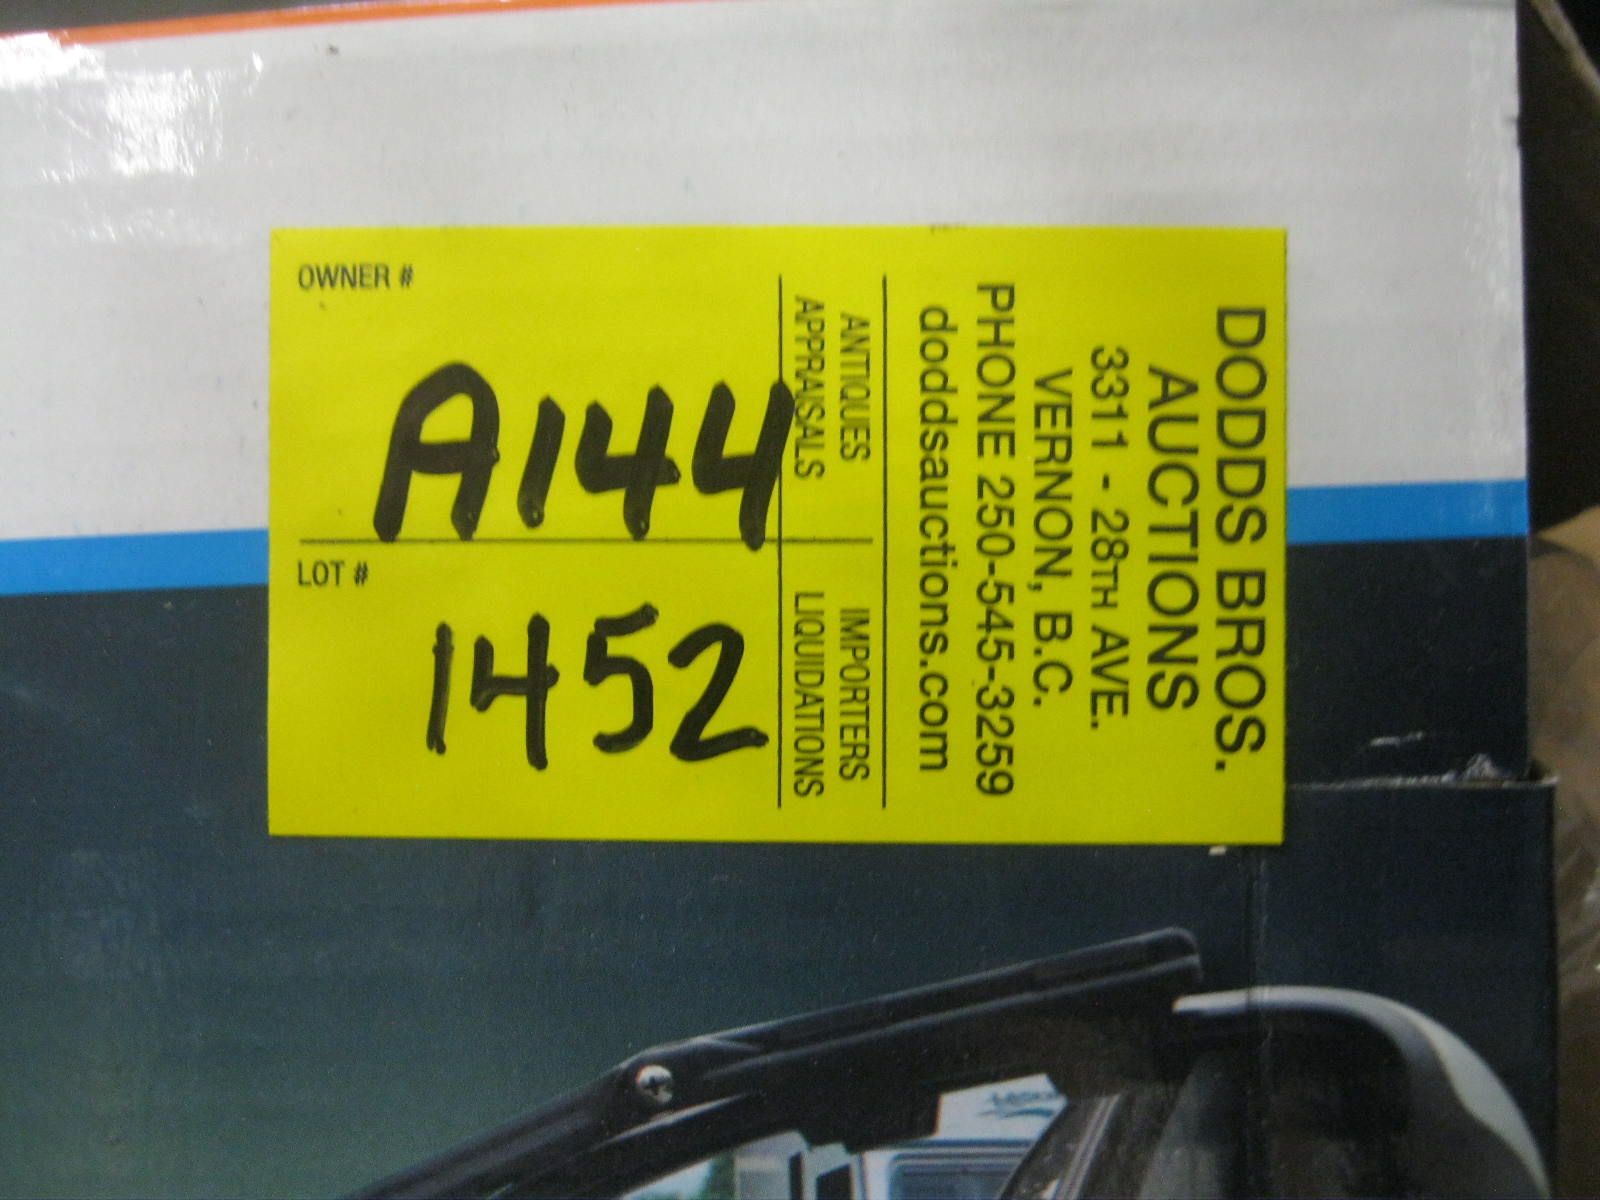 DODDS BROS.
AUCTIONS
3311 - 28TH AVE.
VERNON, B.C.
PHONE 250-545-3259
doddsauctions.com
ANTIQUES IMPORTERS
APPRAISALS LIQUIDATIONS
OWNER #
A144
LOT #
1452